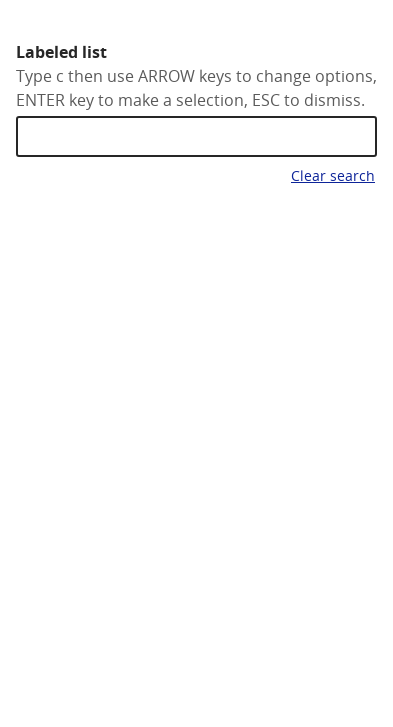 Labeled list
Type c then use ARROW keys to change options,
ENTER key to make a selection, ESC to dismiss.
Clear search